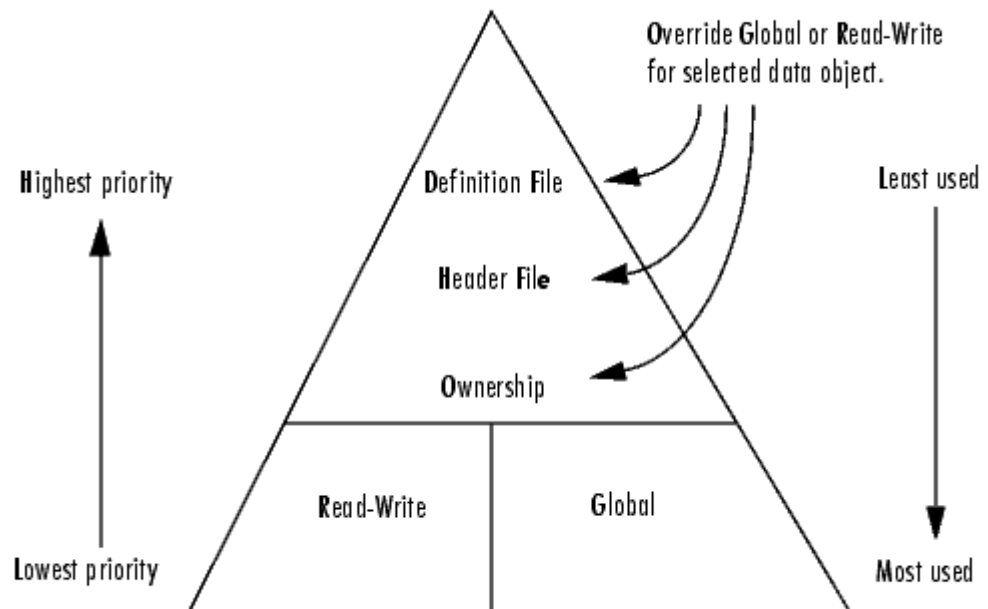 Override Global or Read-Write
for selected data object.
Highest priority
Definition File
Least used
Header File
Ownership
Read-Write
Global
Lowest priority
Most used